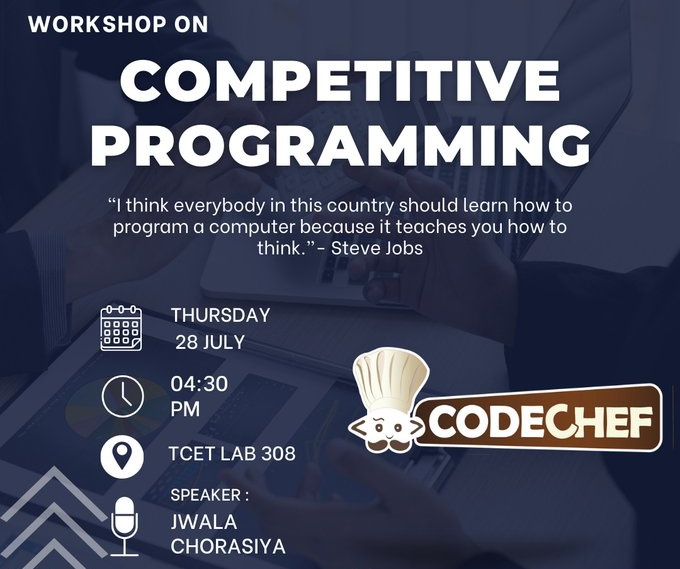 WORKSHOP ON
COMPETITIVE
PROGRAMMING
“I think everybody in this country should learn how to
program a computer because it teaches you how to
think.”- Steve Jobs
THURSDAY
28 JULY
04:30
PM
TCET LAB 308
SPEAKER :
JWALA
CHORASIYA
CODECHEF